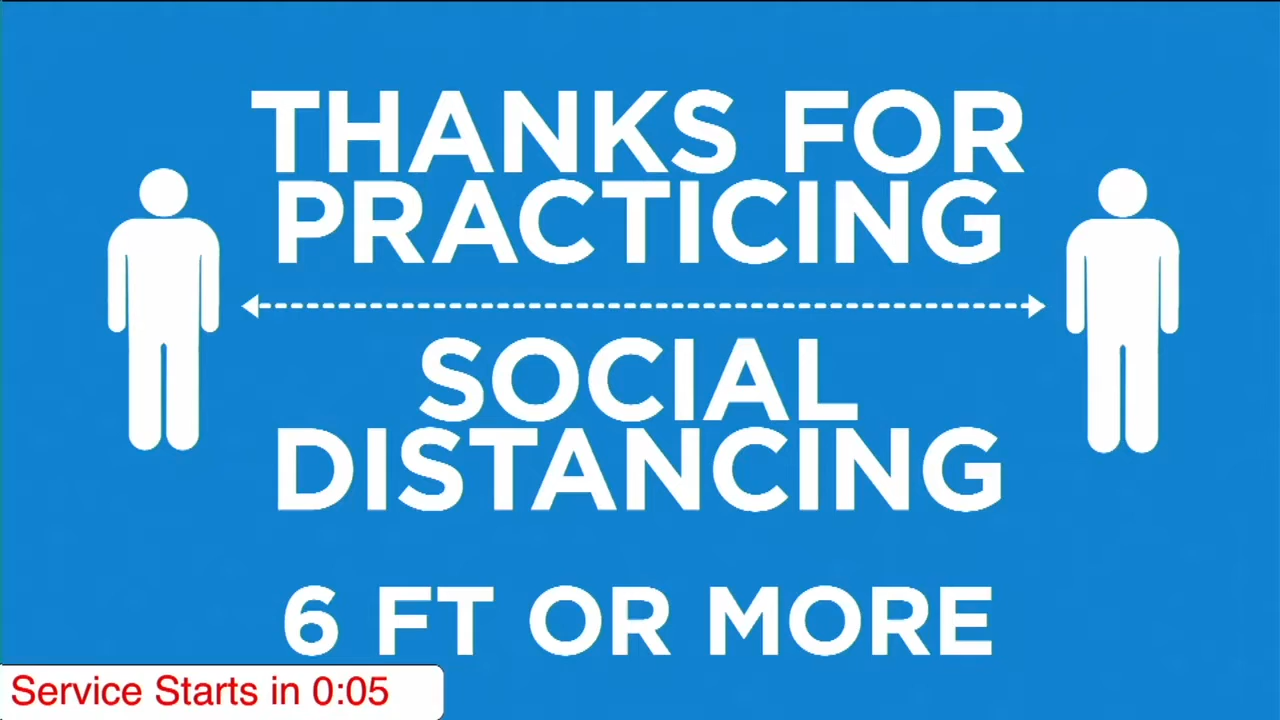 THANKS FOR
PRACTICING
SOCIAL
DISTANCING
6 FT OR MORE
Service Starts in 0:05